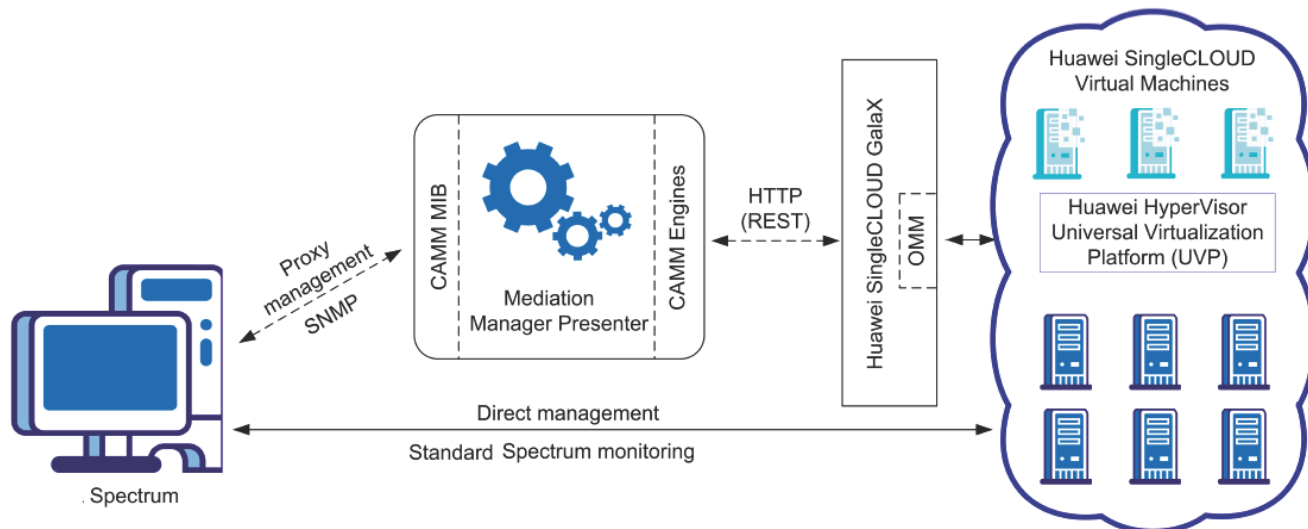 Huawei SingleCLOUD
Virtual Machines
Huawei HyperVisor
Universal Virtualization
Platform (UVP)
Huawei SingleCLOUD GalaX
OMM
HTTP
(REST)
CAMM MIB
CAMM Engines
Mediation
Manager Presenter
Proxy
management
SNMP
Direct management
Standard Spectrum monitoring
. Spectrum